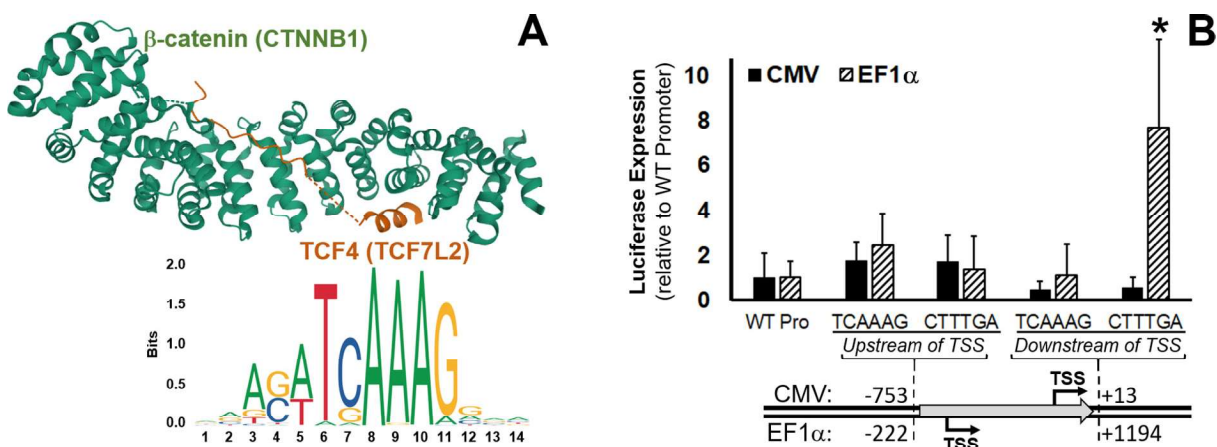 A
β-catenin (CTNNB1)
TCF4 (TCF7L2)
2.0
1.5
1.0
0.5
0.0
Bits
AGATCAAAG
1 2 3 4 5 6 7 8 9 10 11 12 13 14
B
*
CMV EF1α
Luciferase Expression
(relative to WT Promoter)
10
8
6
4
2
0
WT Pro TCAAAG CTTTGA TCAAAG CTTTGA
Upstream of TSS Downstream of TSS
CMV: -753 TSS +13
EF1α: -222 TSS +1194